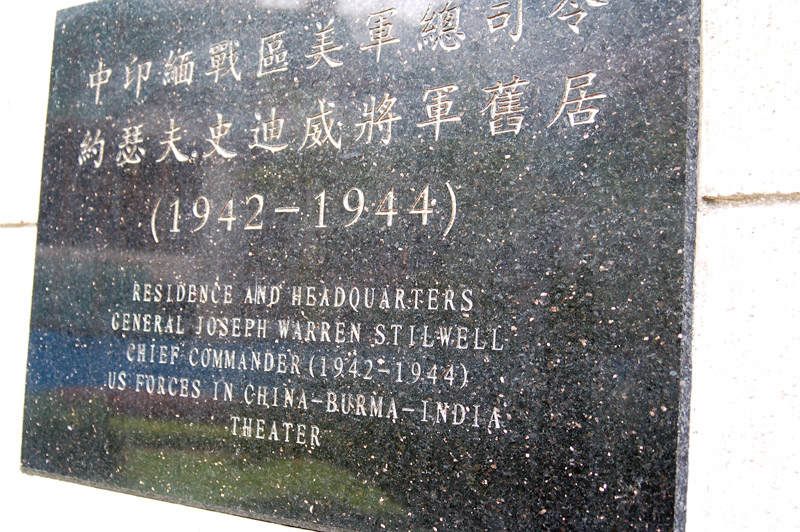 中印緬戰區美軍總司令
約瑟夫.史迪威將軍舊居
(1942-1944)
RESIDENCE AND HEADQUARTERS
GENERAL JOSEPH WARREN STILWELL
CHIEF COMMANDER (1942-1944)
US FORCES IN CHINA-BURMA-INDIA
THEATER